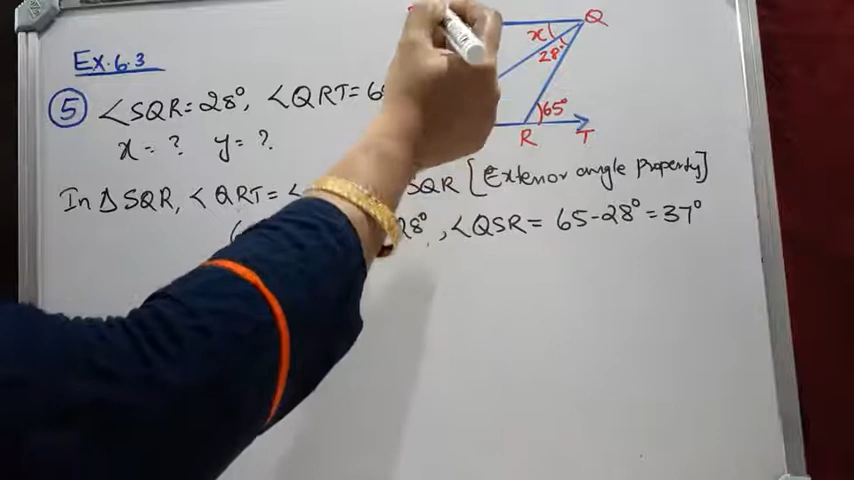 Ex.6.3
Q
x
28°
65°
R
T
5 ∠SQR = 28°, ∠QRT = 6
x = ? y = ?
In △SQR, ∠QRT = ∠ SQR [Exterior angle Property]
28°, ∠QSR = 65-28° = 37°